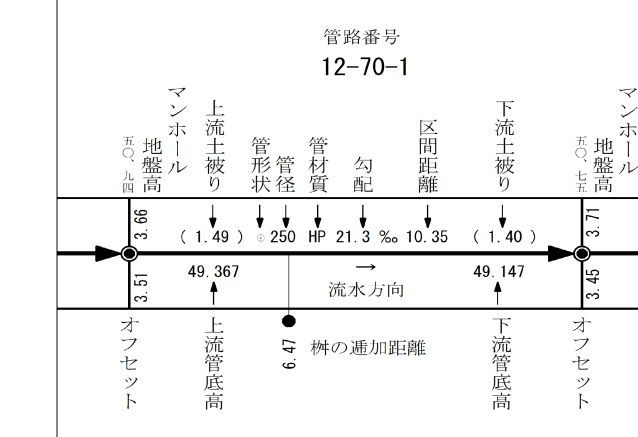 管路番号
12-70-1
マンホール
地盤高
五〇、九四
上流土被り
管形状
管径
管材質
勾配
区間距離
下流土被り
マンホール
地盤高
五〇、七五
3.66
( 1.49 ) ◎ 250 HP 21.3 ‰ 10.35 ( 1.40 )
3.71
3.51
49.367
→
流水方向
49.147
3.45
オフセット
上流管底高
6.47
桝の逓加距離
下流管底高
オフセット